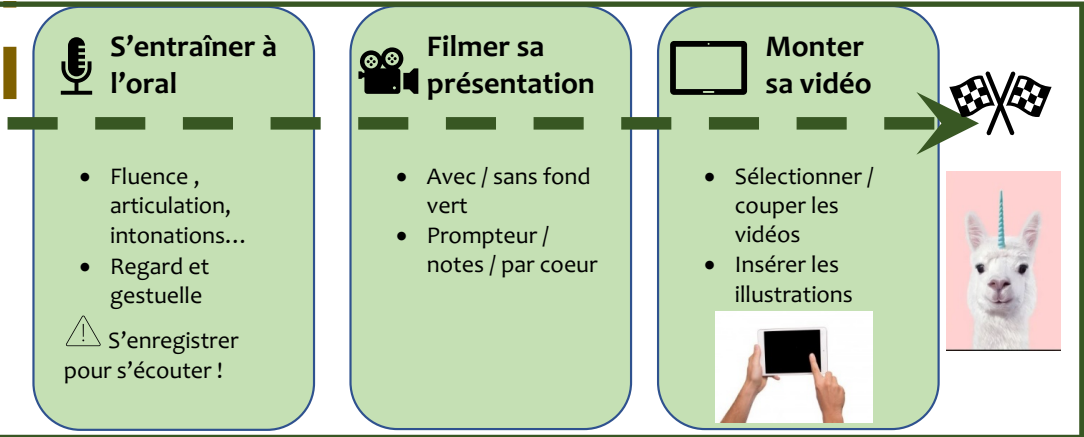 S'entraîner à
l'oral
• Fluence ,
articulation,
intonations...
• Regard et
gestuelle
S'enregistrer
pour s'écouter !
Filmer sa
présentation
• Avec / sans fond
vert
• Prompteur /
notes / par coeur
Monter
sa vidéo
• Sélectionner /
couper les
vidéos
• Insérer les
illustrations